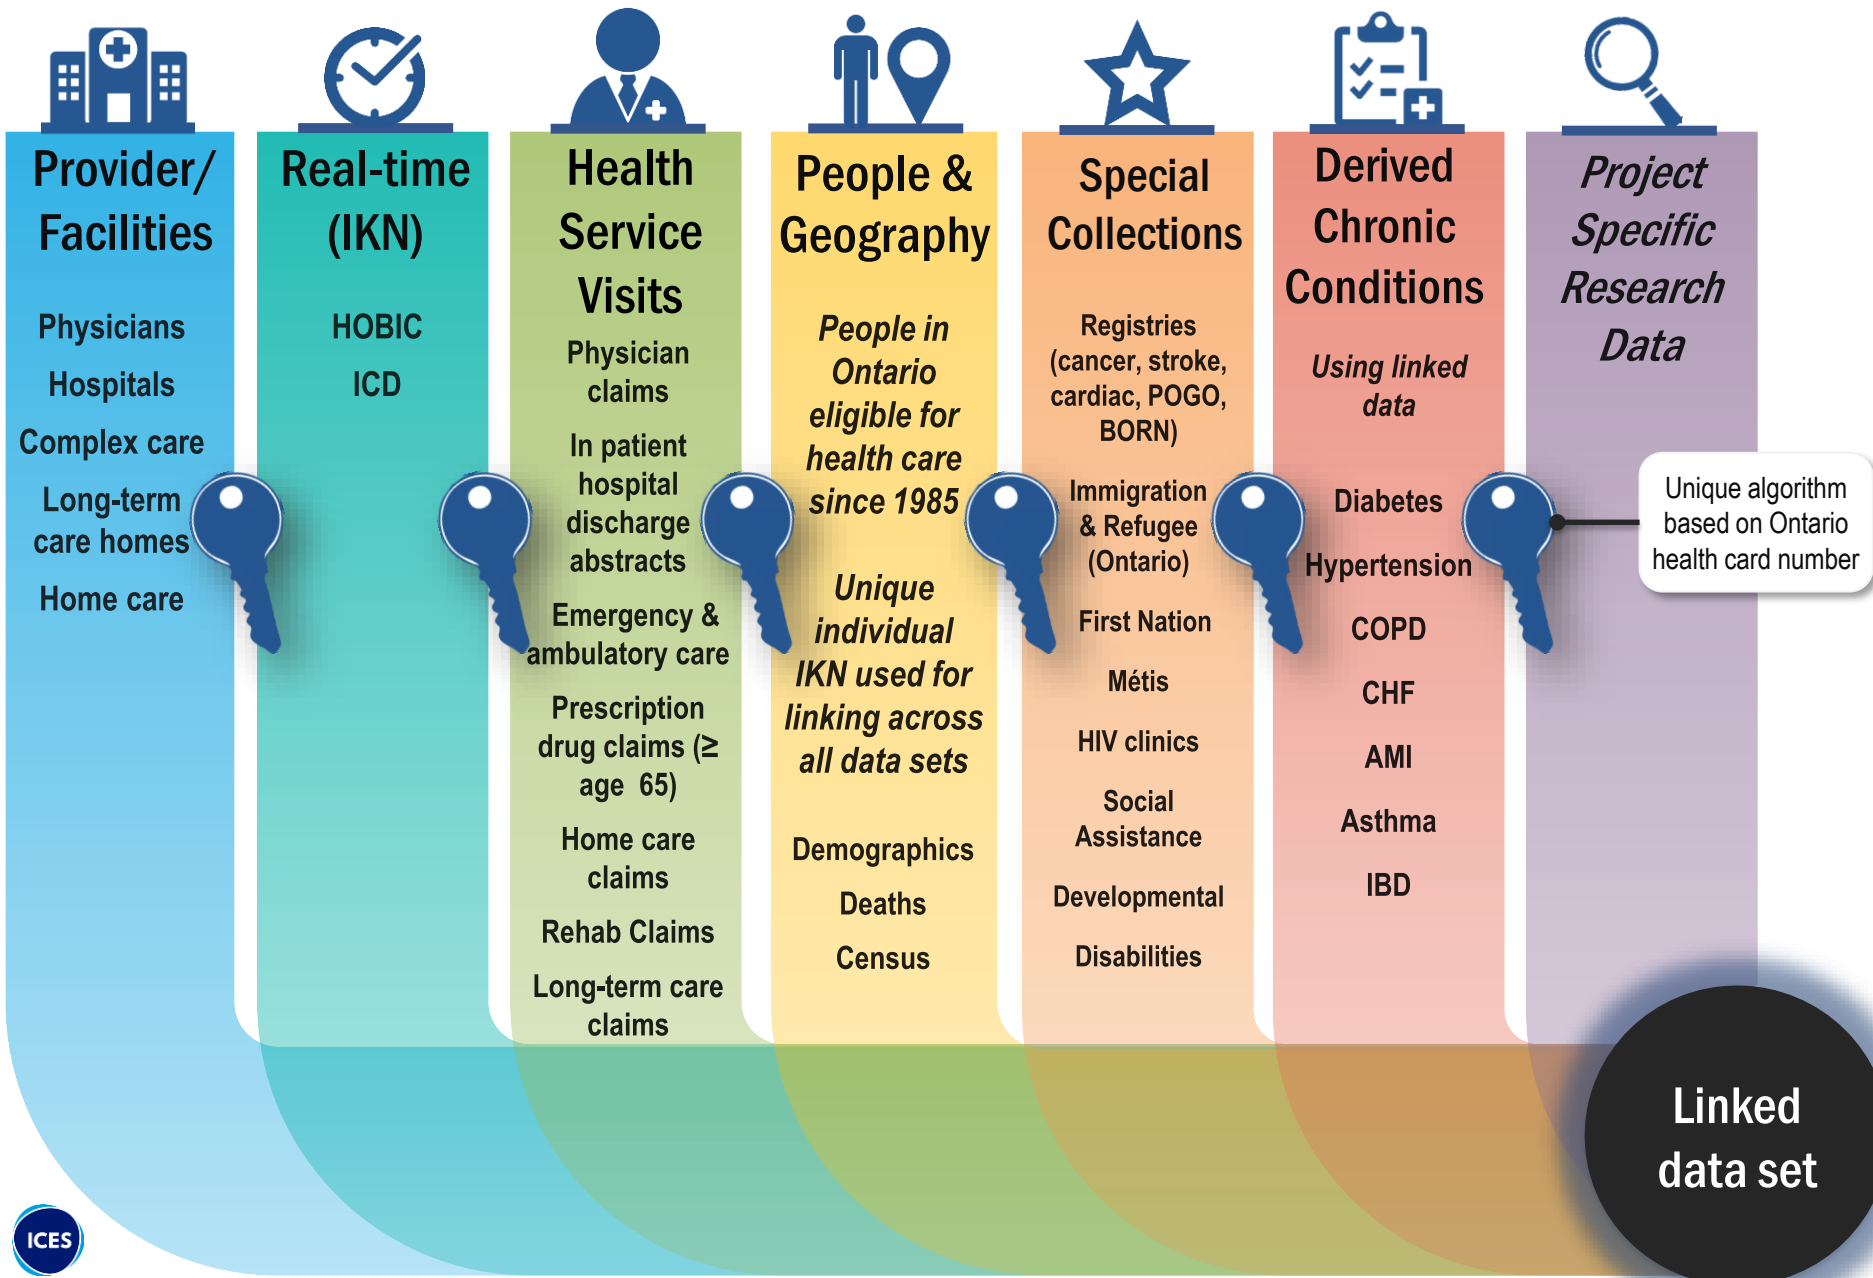 Provider/
Facilities
Physicians
Hospitals
Complex care
Long-term
care homes
Home care
Real-time
(IKN)
HOBIC
ICD
Health
Service
Visits
Physician
claims
In patient
hospital
discharge
abstracts
Emergency &
ambulatory care
Prescription
drug claims (≥
age 65)
Home care
claims
Rehab Claims
Long-term care
claims
People &
Geography
People in
Ontario
eligible for
health care
since 1985
Unique
individual
IKN used for
linking across
all data sets
Demographics
Deaths
Census
Special
Collections
Registries
(cancer, stroke,
cardiac, POGO,
BORN)
Immigration
& Refugee
(Ontario)
First Nation
Métis
HIV clinics
Social
Assistance
Developmental
Disabilities
Derived
Chronic
Conditions
Using linked
data
Diabetes
Hypertension
COPD
CHF
AMI
Asthma
IBD
Project
Specific
Research
Data
Unique algorithm
based on Ontario
health card number
Linked
data set
ICES